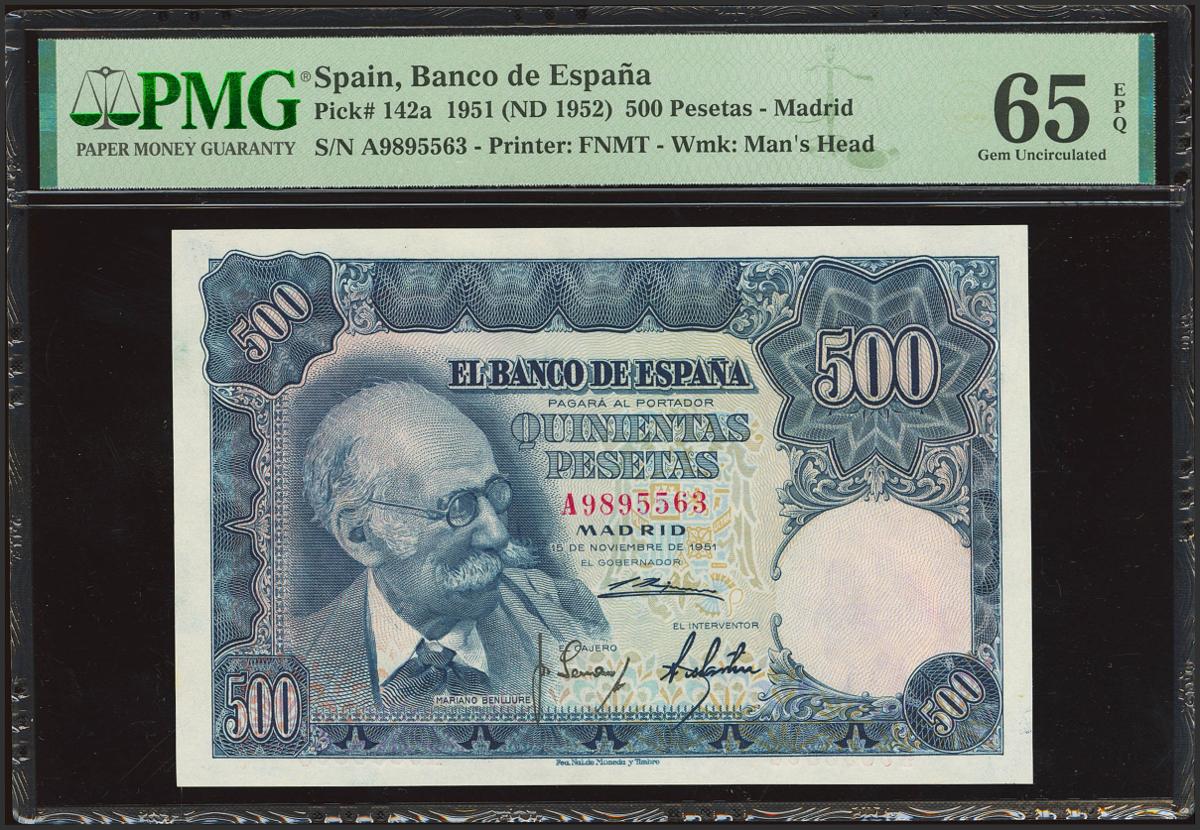 PMG®
PAPER MONEY GUARANTY
Spain, Banco de España
Pick# 142a 1951 (ND 1952) 500 Pesetas - Madrid
S/N A9895563 - Printer: FNMT - Wmk: Man's Head
65
EPQ
Gem Uncirculated
500
500
EL BANCO DE ESPAÑA
PAGARÁ AL PORTADOR
QUINIENTAS
PESETAS
A9895563
MADRID
15 DE NOVIEMBRE DE 1951
EL GOBERNADOR
EL INTERVENTOR
EL CAJERO
MARIANO BENLLIURE
500
500
Fca. Nal. de Moneda y Timbre